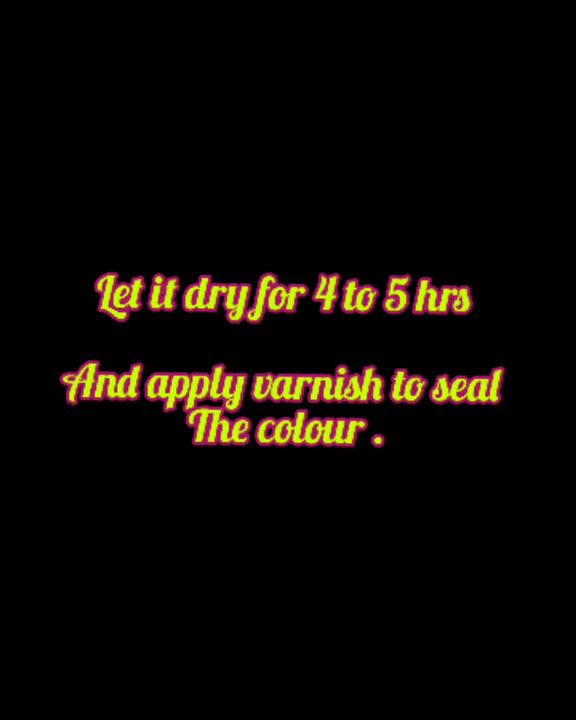 Let it dry for 4 to 5 hrs
And apply varnish to seal
The colour .